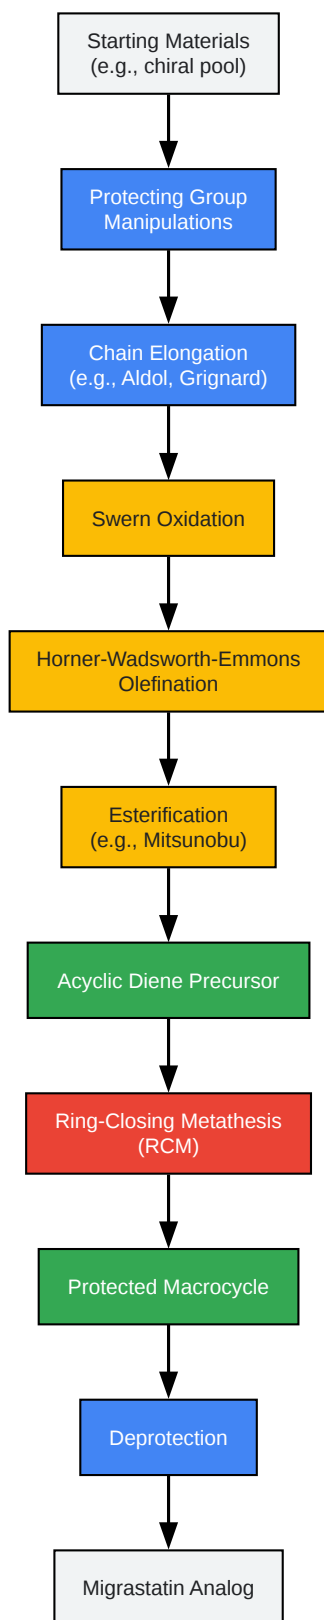 Starting Materials
(e.g., chiral pool)
Protecting Group
Manipulations
Chain Elongation
(e.g., Aldol, Grignard)
Swern Oxidation
Horner-Wadsworth-Emmons
Olefination
Esterification
(e.g., Mitsunobu)
Acyclic Diene Precursor
Ring-Closing Metathesis
(RCM)
Protected Macrocycle
Deprotection
Migrastatin Analog